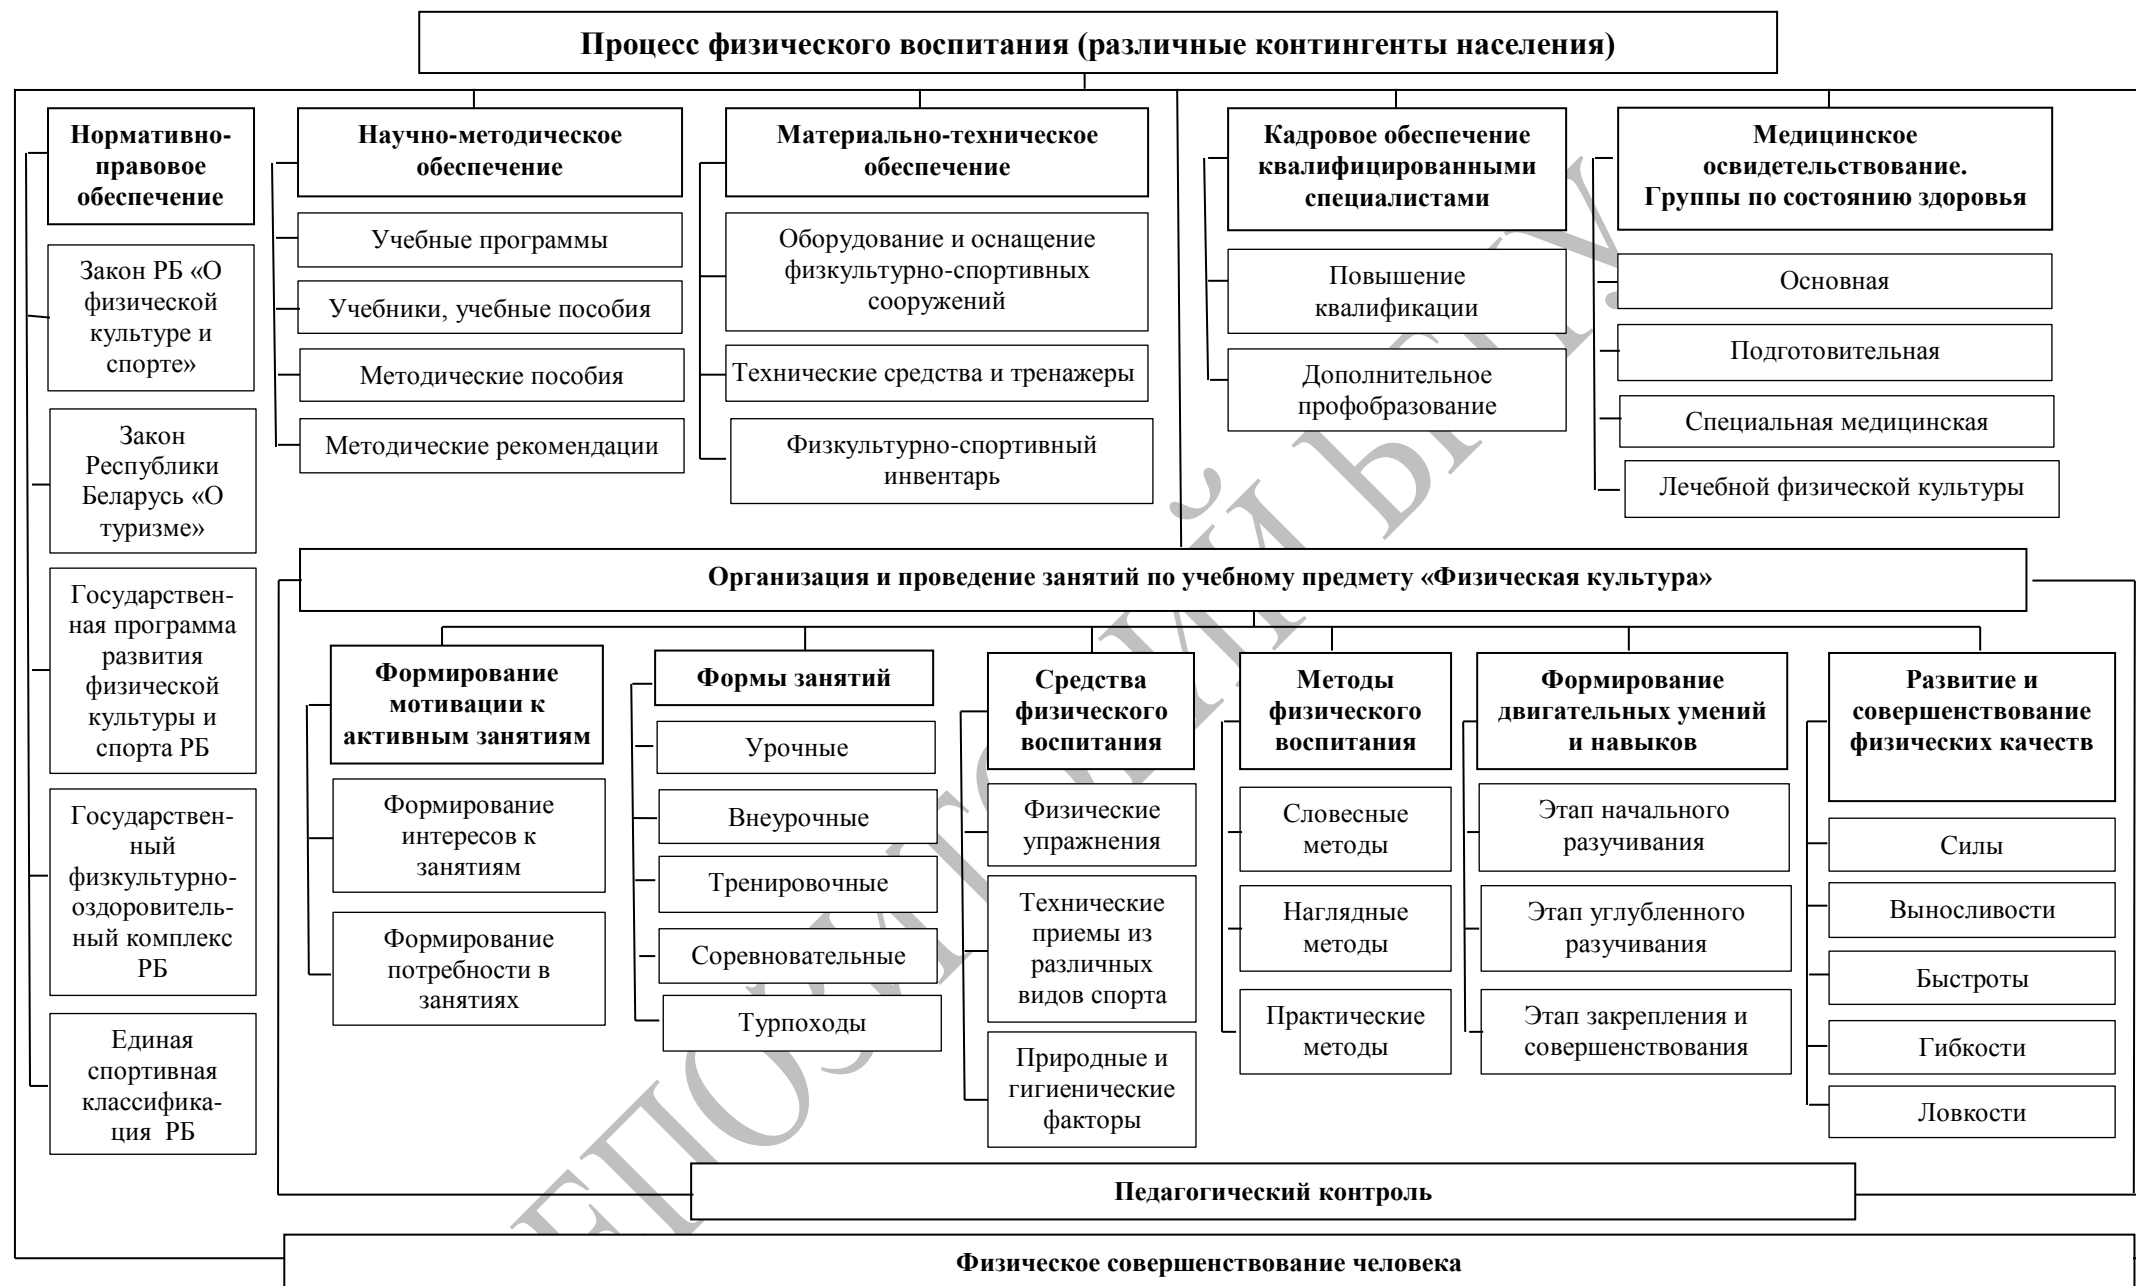 Процесс физического воспитания (различные контингенты населения)
Нормативно-
правовое
обеспечение
Закон РБ «О
физической
культуре и
спорте»
Закон
Республики
Беларусь «О
туризме»
Государствен-
ная программа
развития
физической
культуры и
спорта РБ
Государствен-
ный
физкультурно-
оздоровитель-
ный комплекс
РБ
Единая
спортивная
классифика-
ция РБ
Научно-методическое
обеспечение
Учебные программы
Учебники, учебные пособия
Методические пособия
Методические рекомендации
Материально-техническое
обеспечение
Оборудование и оснащение
физкультурно-спортивных
сооружений
Технические средства и тренажеры
Физкультурно-спортивный
инвентарь
Кадровое обеспечение
квалифицированными
специалистами
Повышение
квалификации
Дополнительное
профобразование
Медицинское
освидетельствование.
Группы по состоянию здоровья
Основная
Подготовительная
Специальная медицинская
Лечебной физической культуры
Организация и проведение занятий по учебному предмету «Физическая культура»
Формирование
мотивации к
активным занятиям
Формирование
интересов к
занятиям
Формирование
потребности в
занятиях
Формы занятий
Урочные
Внеурочные
Тренировочные
Соревновательные
Турпоходы
Средства
физического
воспитания
Физические
упражнения
Технические
приемы из
различных
видов спорта
Природные и
гигиенические
факторы
Методы
физического
воспитания
Словесные
методы
Наглядные
методы
Практические
методы
Формирование
двигательных умений
и навыков
Этап начального
разучивания
Этап углубленного
разучивания
Этап закрепления и
совершенствования
Развитие и
совершенствование
физических качеств
Силы
Выносливости
Быстроты
Гибкости
Ловкости
Педагогический контроль
Физическое совершенствование человека